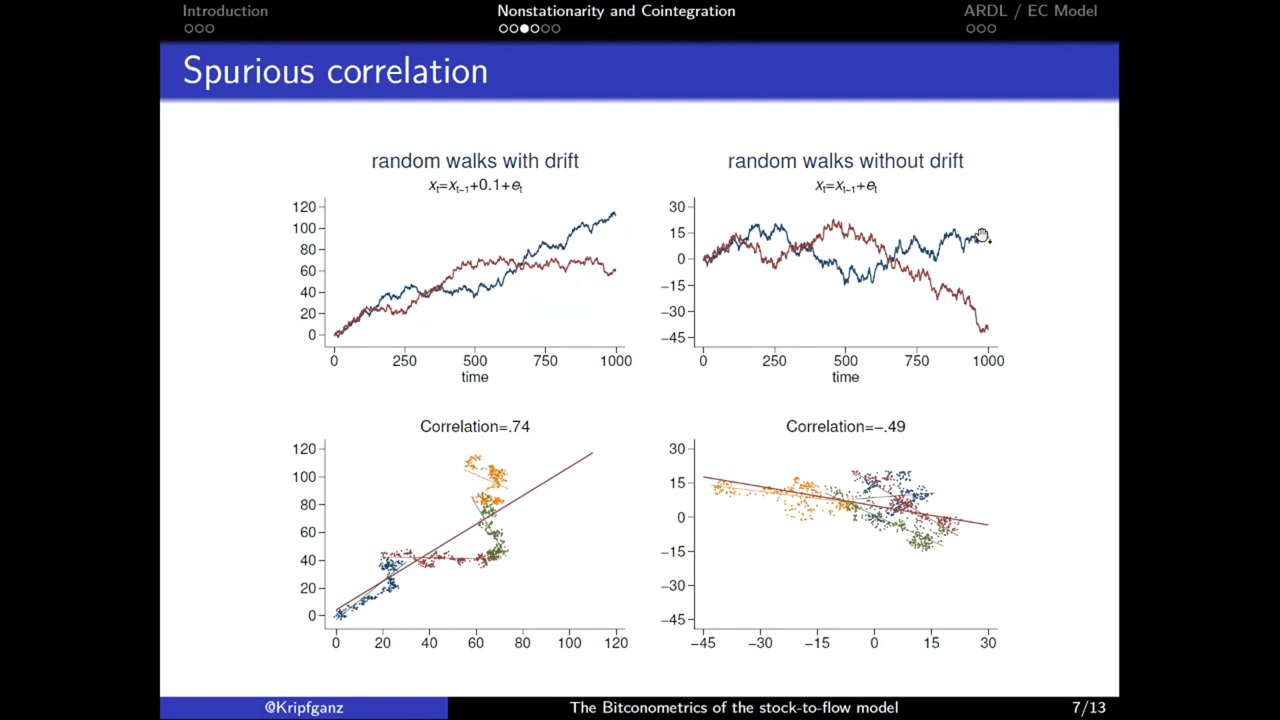 Introduction Nonstationarity and Cointegration ARDL / EC Model
Spurious correlation
random walks with drift
xₜ=xₜ₋₁+0.1+eₜ
120
100
80
60
40
20
0
0 250 500 750 1000
time
random walks without drift
xₜ=xₜ₋₁+eₜ
30
15
0
−15
−30
−45
0 250 500 750 1000
time
Correlation=.74
120
100
80
60
40
20
0
0 20 40 60 80 100 120
Correlation=−.49
30
15
0
−15
−30
−45
−45 −30 −15 0 15 30
@Kripfganz The Bitconometrics of the stock-to-flow model 7/13